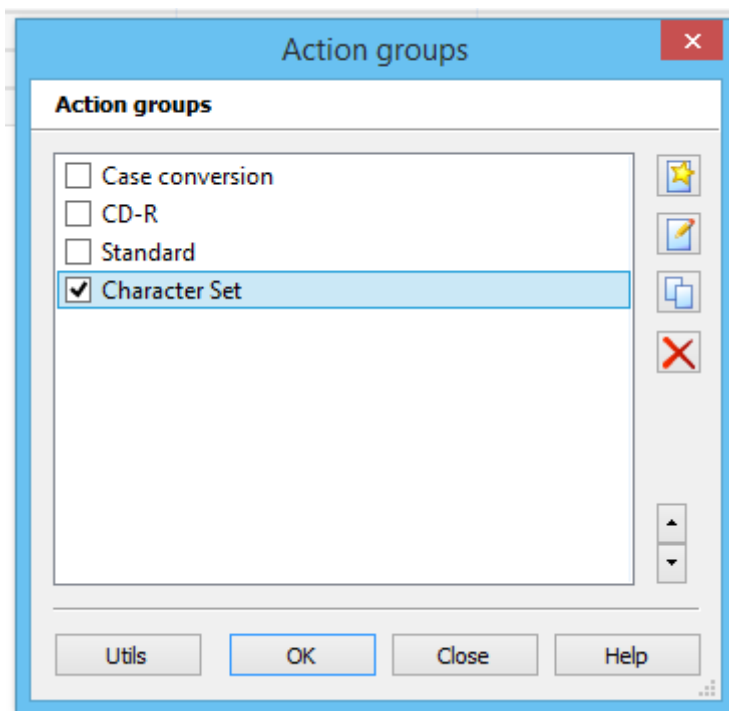 Action groups
Action groups
Case conversion
CD-R
Standard
Character Set
Utils OK Close Help